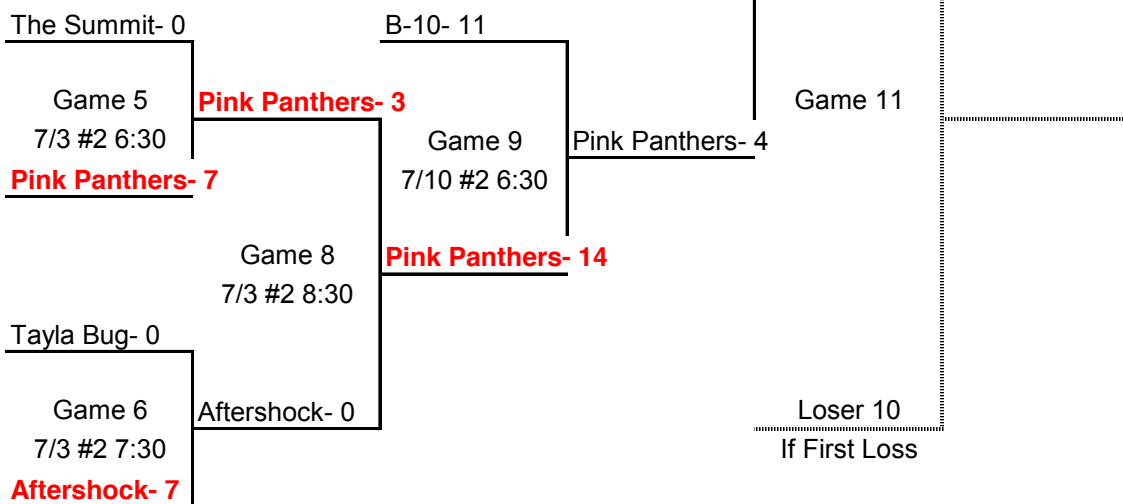 The Summit- 0
Game 5
7/3 #2 6:30
Pink Panthers- 7
Pink Panthers- 3
Game 8
7/3 #2 8:30
Tayla Bug- 0
Game 6
7/3 #2 7:30
Aftershock- 7
Aftershock- 0
B-10- 11
Game 9
7/10 #2 6:30
Pink Panthers- 14
Pink Panthers- 4
Game 11
Loser 10
If First Loss